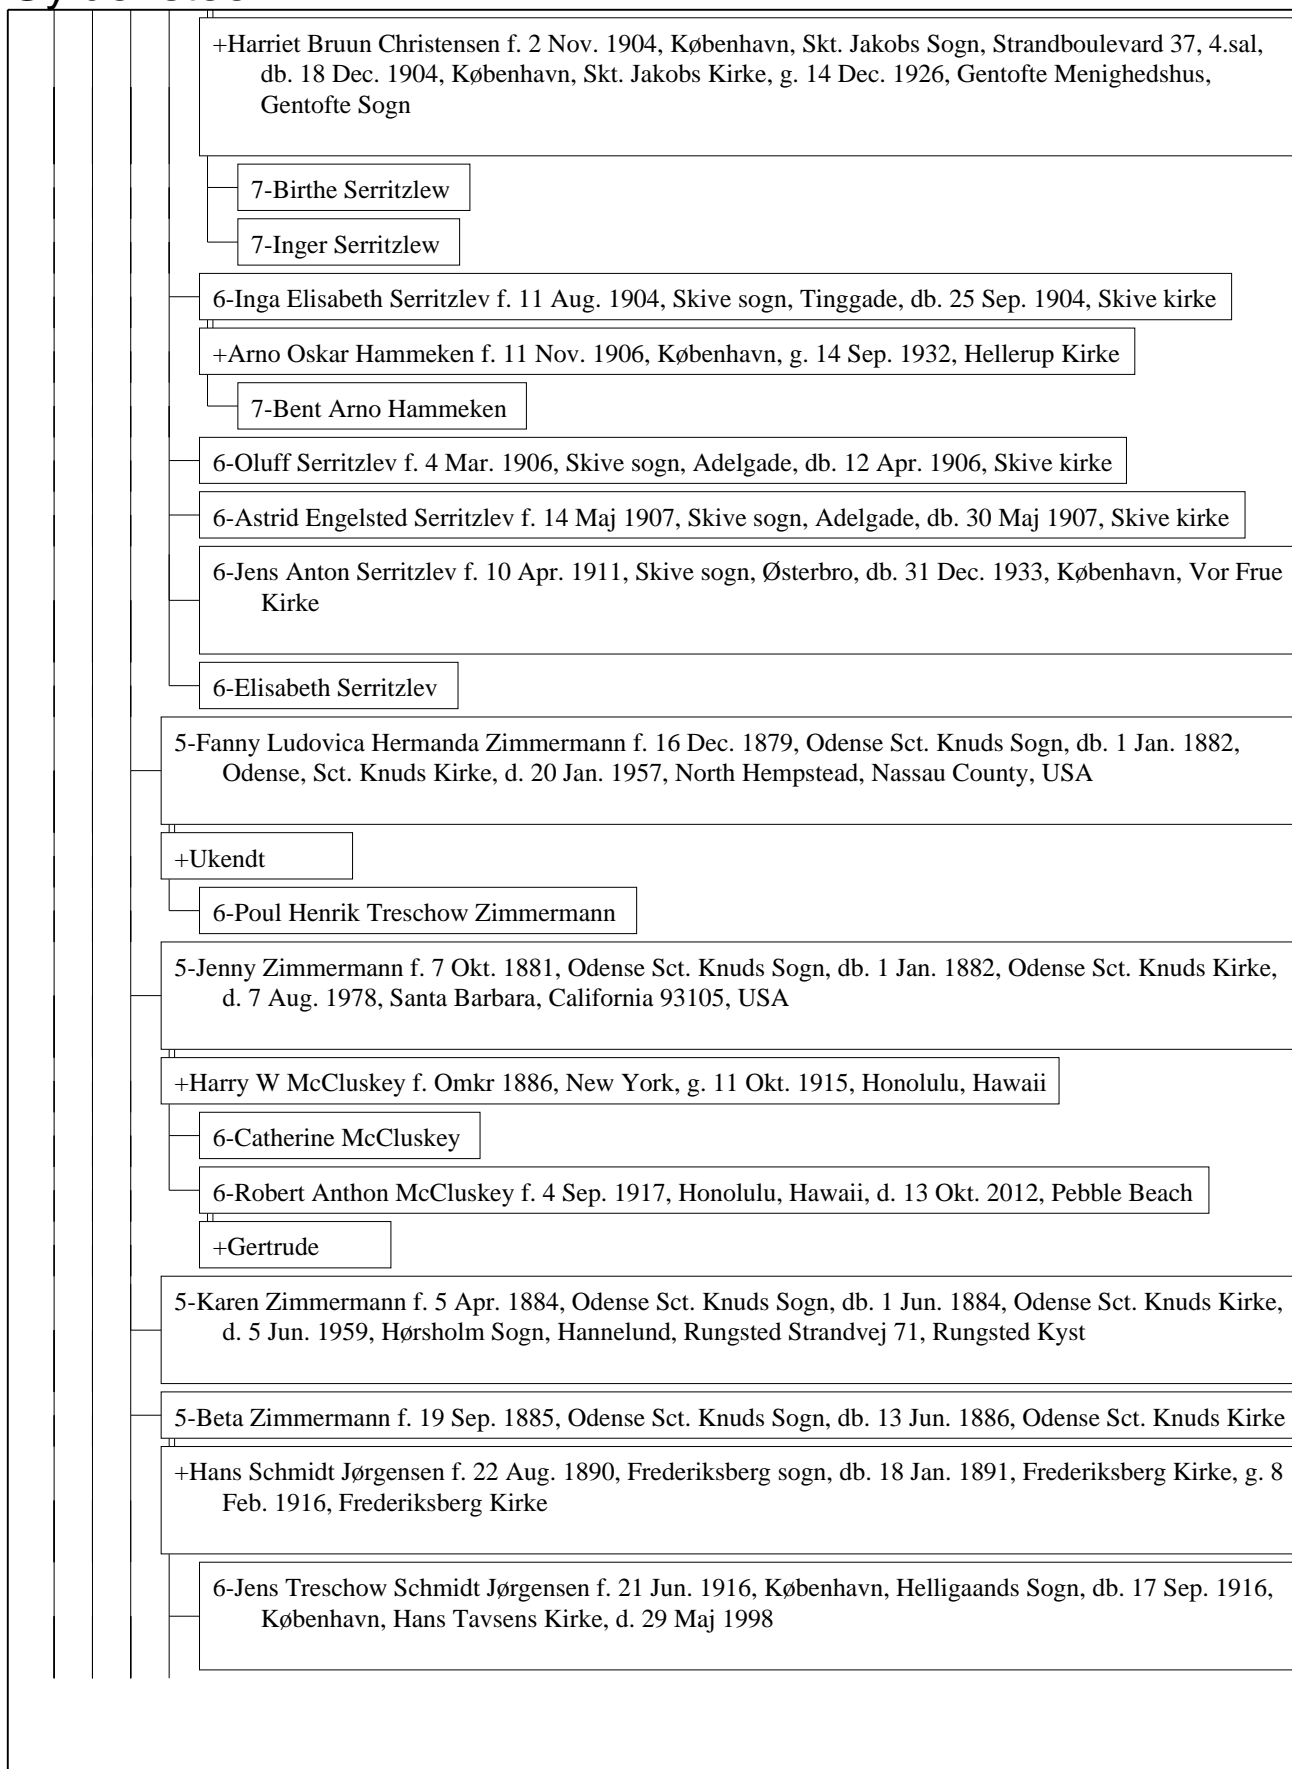 +Harriet Bruun Christensen f. 2 Nov. 1904, København, Skt. Jakobs Sogn, Strandboulevard 37, 4.sal,
db. 18 Dec. 1904, København, Skt. Jakobs Kirke, g. 14 Dec. 1926, Gentofte Menighedshus,
Gentofte Sogn
7-Birthe Serritzlew
7-Inger Serritzlew
6-Inga Elisabeth Serritzlev f. 11 Aug. 1904, Skive sogn, Tinggade, db. 25 Sep. 1904, Skive kirke
+Arno Oskar Hammeken f. 11 Nov. 1906, København, g. 14 Sep. 1932, Hellerup Kirke
7-Bent Arno Hammeken
6-Oluff Serritzlev f. 4 Mar. 1906, Skive sogn, Adelgade, db. 12 Apr. 1906, Skive kirke
6-Astrid Engelsted Serritzlev f. 14 Maj 1907, Skive sogn, Adelgade, db. 30 Maj 1907, Skive kirke
6-Jens Anton Serritzlev f. 10 Apr. 1911, Skive sogn, Østerbro, db. 31 Dec. 1933, København, Vor Frue
Kirke
6-Elisabeth Serritzlev
5-Fanny Ludovica Hermanda Zimmermann f. 16 Dec. 1879, Odense Sct. Knuds Sogn, db. 1 Jan. 1882,
Odense, Sct. Knuds Kirke, d. 20 Jan. 1957, North Hempstead, Nassau County, USA
+Ukendt
6-Poul Henrik Treschow Zimmermann
5-Jenny Zimmermann f. 7 Okt. 1881, Odense Sct. Knuds Sogn, db. 1 Jan. 1882, Odense Sct. Knuds Kirke,
d. 7 Aug. 1978, Santa Barbara, California 93105, USA
+Harry W McCluskey f. Omkr 1886, New York, g. 11 Okt. 1915, Honolulu, Hawaii
6-Catherine McCluskey
6-Robert Anthon McCluskey f. 4 Sep. 1917, Honolulu, Hawaii, d. 13 Okt. 2012, Pebble Beach
+Gertrude
5-Karen Zimmermann f. 5 Apr. 1884, Odense Sct. Knuds Sogn, db. 1 Jun. 1884, Odense Sct. Knuds Kirke,
d. 5 Jun. 1959, Hørsholm Sogn, Hannelund, Rungsted Strandvej 71, Rungsted Kyst
5-Beta Zimmermann f. 19 Sep. 1885, Odense Sct. Knuds Sogn, db. 13 Jun. 1886, Odense Sct. Knuds Kirke
+Hans Schmidt Jørgensen f. 22 Aug. 1890, Frederiksberg sogn, db. 18 Jan. 1891, Frederiksberg Kirke, g. 8
Feb. 1916, Frederiksberg Kirke
6-Jens Treschow Schmidt Jørgensen f. 21 Jun. 1916, København, Helligaands Sogn, db. 17 Sep. 1916,
København, Hans Tavsens Kirke, d. 29 Maj 1998